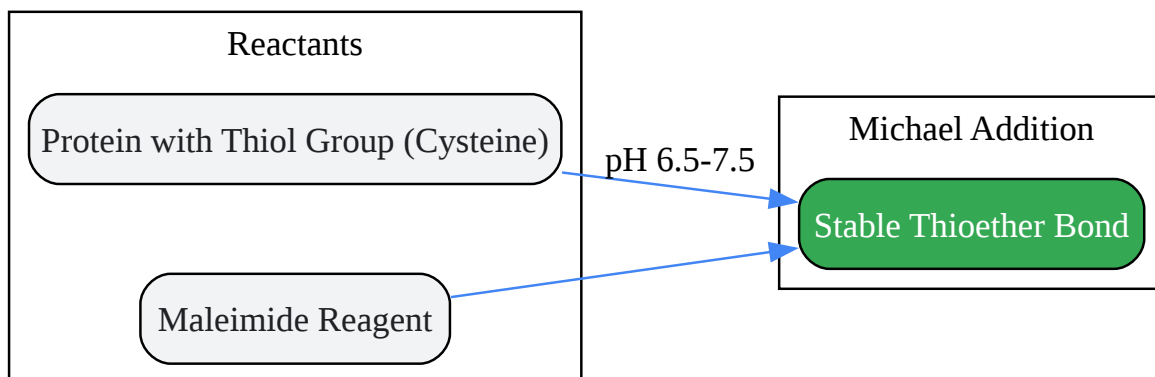 Reactants
Protein with Thiol Group (Cysteine)
Maleimide Reagent
pH 6.5-7.5
Michael Addition
Stable Thioether Bond